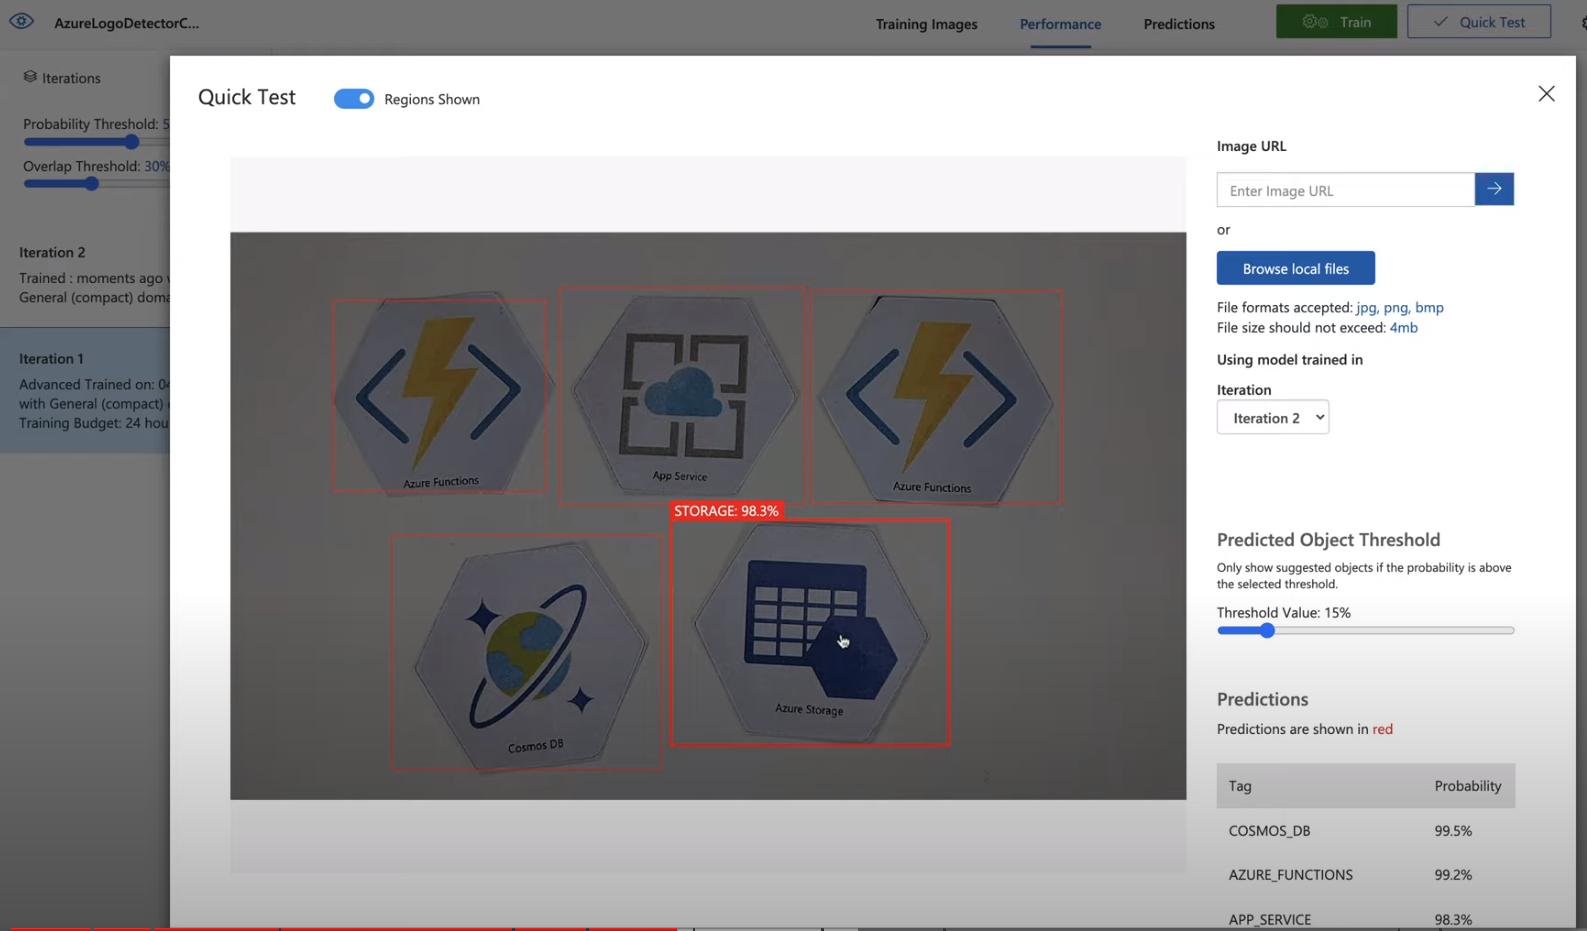 AzureLogoDetectorC...
Training Images
Performance
Predictions
Train
Quick Test
Iterations
Probability Threshold: 5
Overlap Threshold: 30%
Iteration 2
Trained : moments ago
General (compact)
Iteration 1
Advanced Trained on:
with General (compact)
Training Budget: 24
Quick Test
Regions Shown
Azure Functions
App Service
Azure Functions
STORAGE: 98.3%
Cosmos DB
Azure Storage
Image URL
Enter Image URL
or
Browse local files
File formats accepted: jpg, png, bmp
File size should not exceed: 4mb
Using model trained in
Iteration
Iteration 2
Predicted Object Threshold
Only show suggested objects if the probability is above
the selected threshold.
Threshold Value: 15%
Predictions
Predictions are shown in red
Tag Probability
COSMOS_DB 99.5%
AZURE_FUNCTIONS 99.2%
APP_SERVICE 98.3%